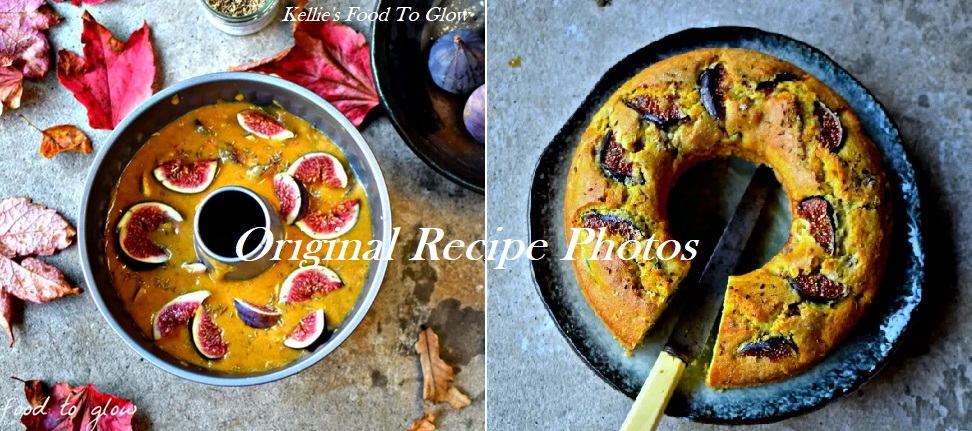 Kellie's Food To Glow
Original Recipe Photos
food to glow